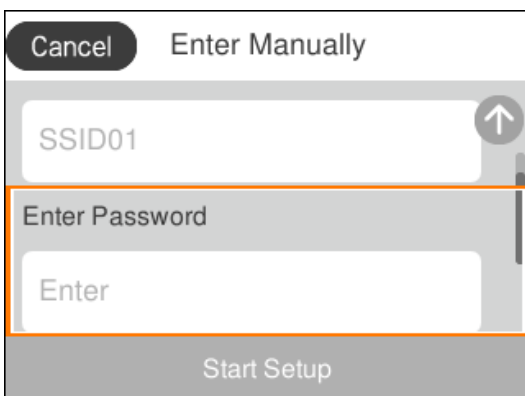 Cancel Enter Manually
SSID01
Enter Password
Enter
Start Setup